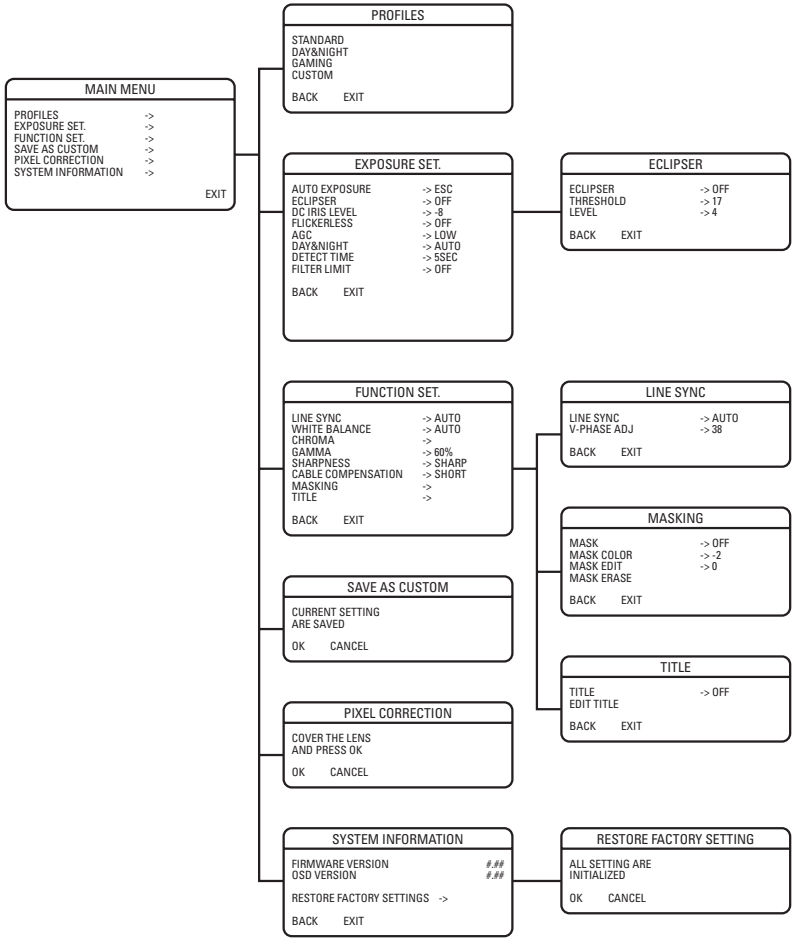 MAIN MENU
PROFILES ->
EXPOSURE SET. ->
FUNCTION SET. ->
SAVE AS CUSTOM ->
PIXEL CORRECTION ->
SYSTEM INFORMATION ->
EXIT
PROFILES
STANDARD
DAY&NIGHT
GAMING
CUSTOM
BACK EXIT
EXPOSURE SET.
AUTO EXPOSURE -> ESC
ECLIPSER -> OFF
DC IRIS LEVEL -> -8
FLICKERLESS -> OFF
AGC -> LOW
DAY&NIGHT -> AUTO
DETECT TIME -> 5SEC
FILTER LIMIT -> OFF
BACK EXIT
ECLIPSER
ECLIPSER -> OFF
THRESHOLD -> 17
LEVEL -> 4
BACK EXIT
FUNCTION SET.
LINE SYNC -> AUTO
WHITE BALANCE -> AUTO
CHROMA ->
GAMMA -> 60%
SHARPNESS -> SHARP
CABLE COMPENSATION -> SHORT
MASKING ->
TITLE ->
BACK EXIT
LINE SYNC
LINE SYNC -> AUTO
V-PHASE ADJ -> 38
BACK EXIT
MASKING
MASK -> OFF
MASK COLOR -> -2
MASK EDIT -> 0
MASK ERASE
BACK EXIT
TITLE
TITLE -> OFF
EDIT TITLE
BACK EXIT
SAVE AS CUSTOM
CURRENT SETTING
ARE SAVED
OK CANCEL
PIXEL CORRECTION
COVER THE LENS
AND PRESS OK
OK CANCEL
SYSTEM INFORMATION
FIRMWARE VERSION #.##
OSD VERSION #.##
RESTORE FACTORY SETTINGS ->
BACK EXIT
RESTORE FACTORY SETTING
ALL SETTING ARE
INITIALIZED
OK CANCEL